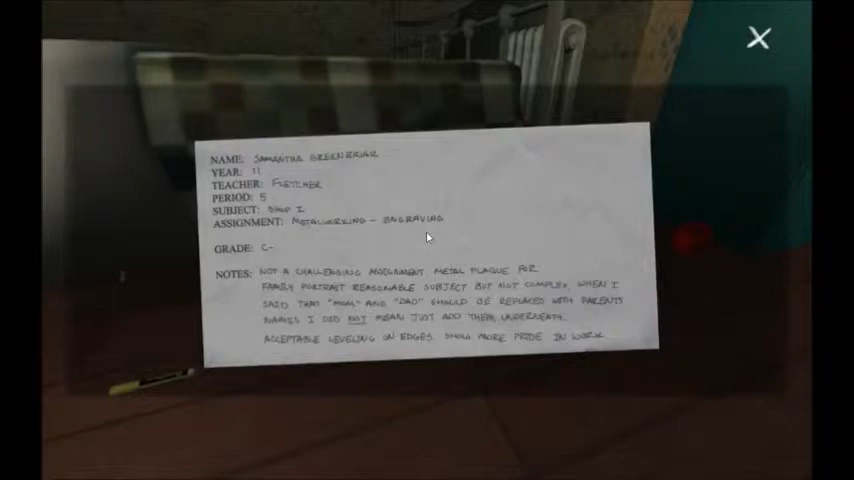 NAME: SAMANTHA GREENBRIAR
YEAR: 11
TEACHER: FLETCHER
PERIOD: 5
SUBJECT: SHOP I
ASSIGNMENT: METALWORKING - ENGRAVING
GRADE: C-
NOTES: NOT A CHALLENGING ASSIGNMENT. METAL PLAQUE FOR
FAMILY PORTRAIT REASONABLE SUBJECT BUT NOT COMPLEX. WHEN I
SAID THAT "MOM" AND "DAD" SHOULD BE REPLACED WITH PARENTS
NAMES I DID NOT MEAN JUST ADD THEM UNDERNEATH.
ACCEPTABLE LEVELING ON EDGES. SHOW MORE PRIDE IN WORK